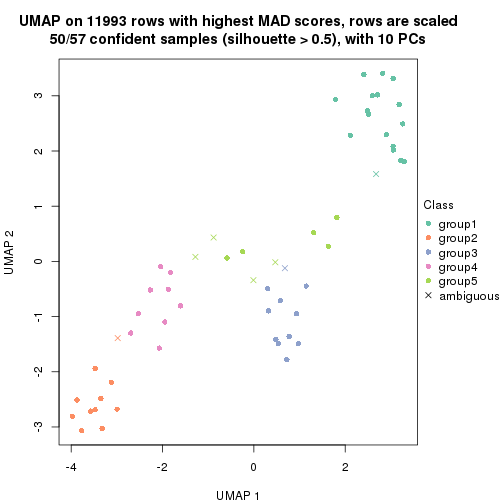 UMAP on 11993 rows with highest MAD scores, rows are scaled
50/57 confident samples (silhouette > 0.5), with 10 PCs
3
2
1
0
-1
-2
-3
UMAP 2
-4
-2
0
2
UMAP 1
Class
group1
group2
group3
group4
group5
ambiguous